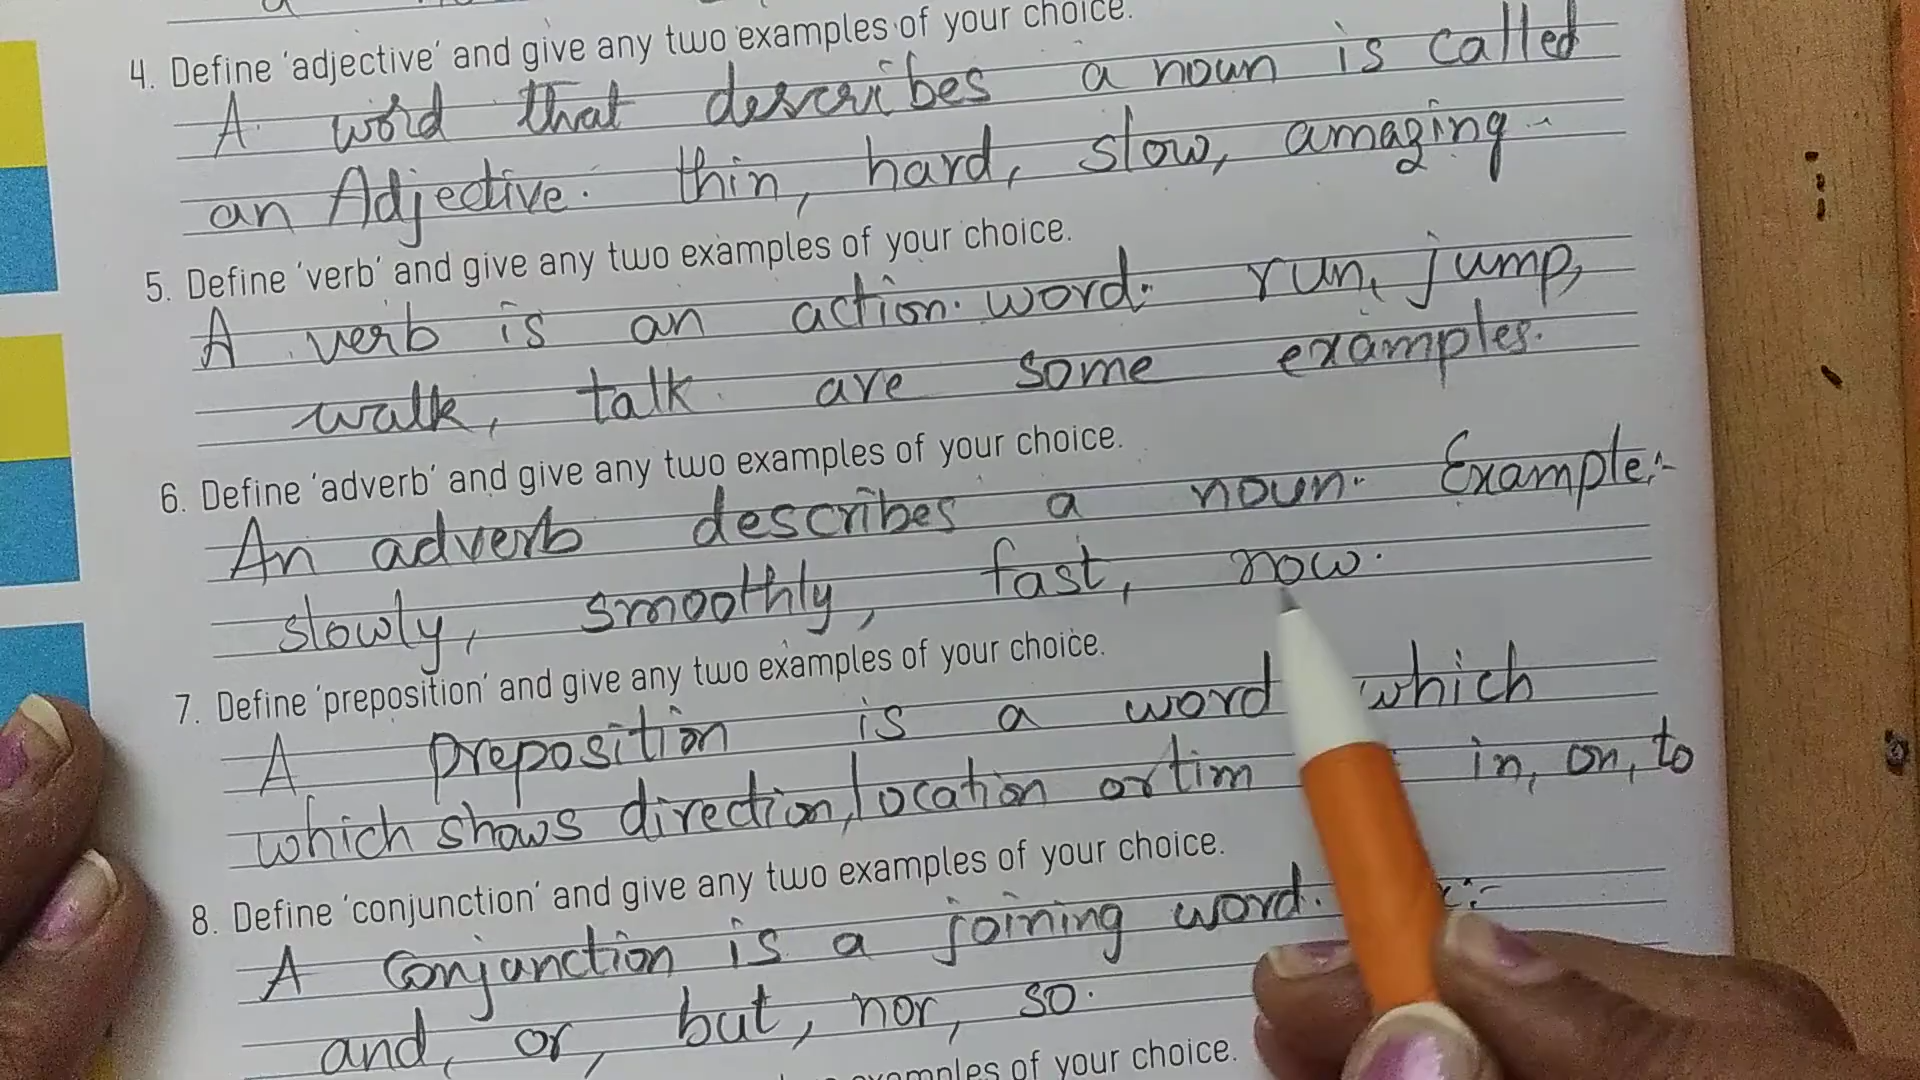 4. Define 'adjective' and give any two examples of your choice.
A word that describes a noun is called
an Adjective. thin, hard, slow, amazing
5. Define 'verb' and give any two examples of your choice.
A verb is an action word. run, jump,
walk, talk are some examples.
6. Define 'adverb' and give any two examples of your choice.
An adverb describes a noun. Example:-
slowly, smoothly, fast, now.
7. Define 'preposition' and give any two examples of your choice.
A preposition is a word which
which shows direction, location or tim in, on, to
8. Define 'conjunction' and give any two examples of your choice.
A conjunction is a joining word.
and, or, but, nor, so.
examples of your choice.